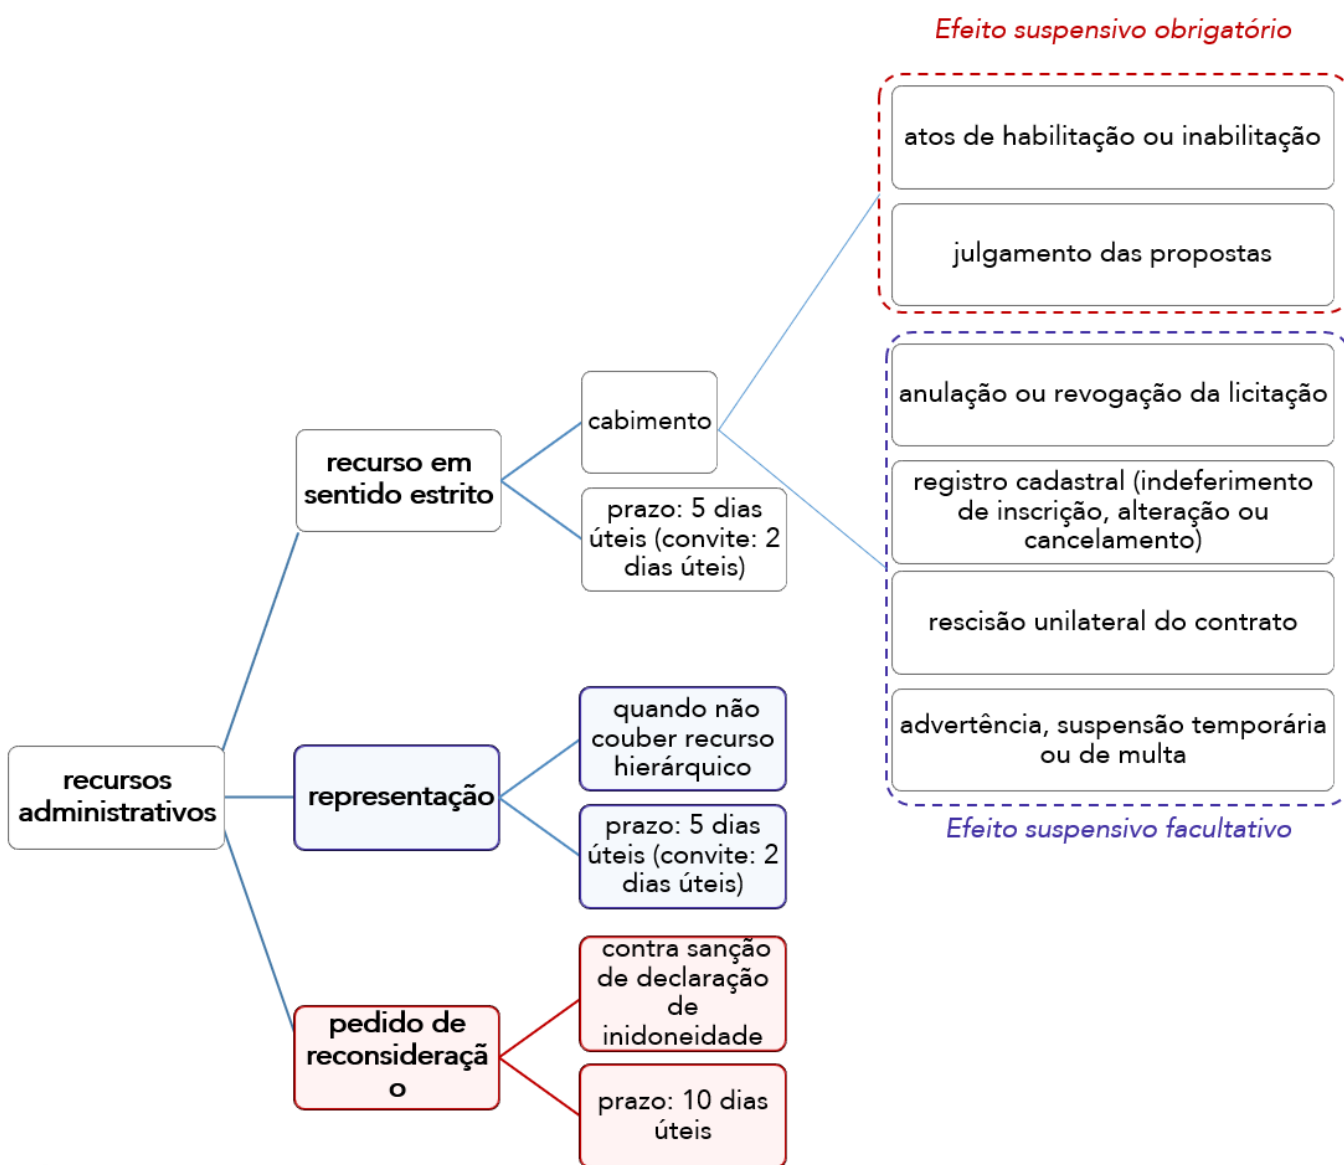 Efeito suspensivo obrigatório
atos de habilitação ou inabilitação
julgamento das propostas
anulação ou revogação da licitação
cabimento
recurso em
sentido estrito
registro cadastral (indeferimento
de inscrição, alteração ou
cancelamento)
prazo: 5 dias
úteis (convite: 2
dias úteis)
rescisão unilateral do contrato
advertência, suspensão temporária
ou de multa
Efeito suspensivo facultativo
quando não
couber recurso
hierárquico
recursos
administrativos
representação
prazo: 5 dias
úteis (convite: 2
dias úteis)
contra sanção
de declaração
de
inidoneidade
pedido de
reconsideraçã
o
prazo: 10 dias
úteis